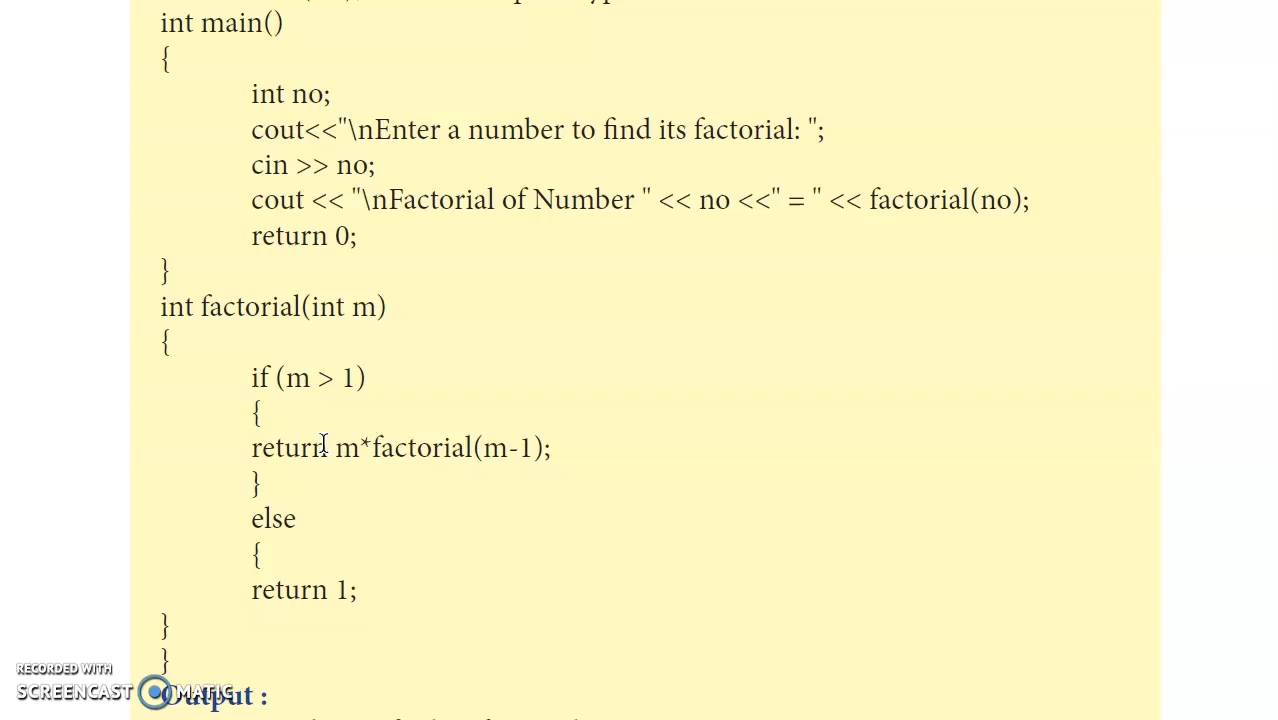 int main()
{
int no;
cout<<"\nEnter a number to find its factorial: ";
cin >> no;
cout << "\nFactorial of Number " << no <<" = " << factorial(no);
return 0;
}
int factorial(int m)
{
if (m > 1)
{
return m*factorial(m-1);
}
else
{
return 1;
}
}
RECORDED WITH
SCREENCAST MATIC
Output :